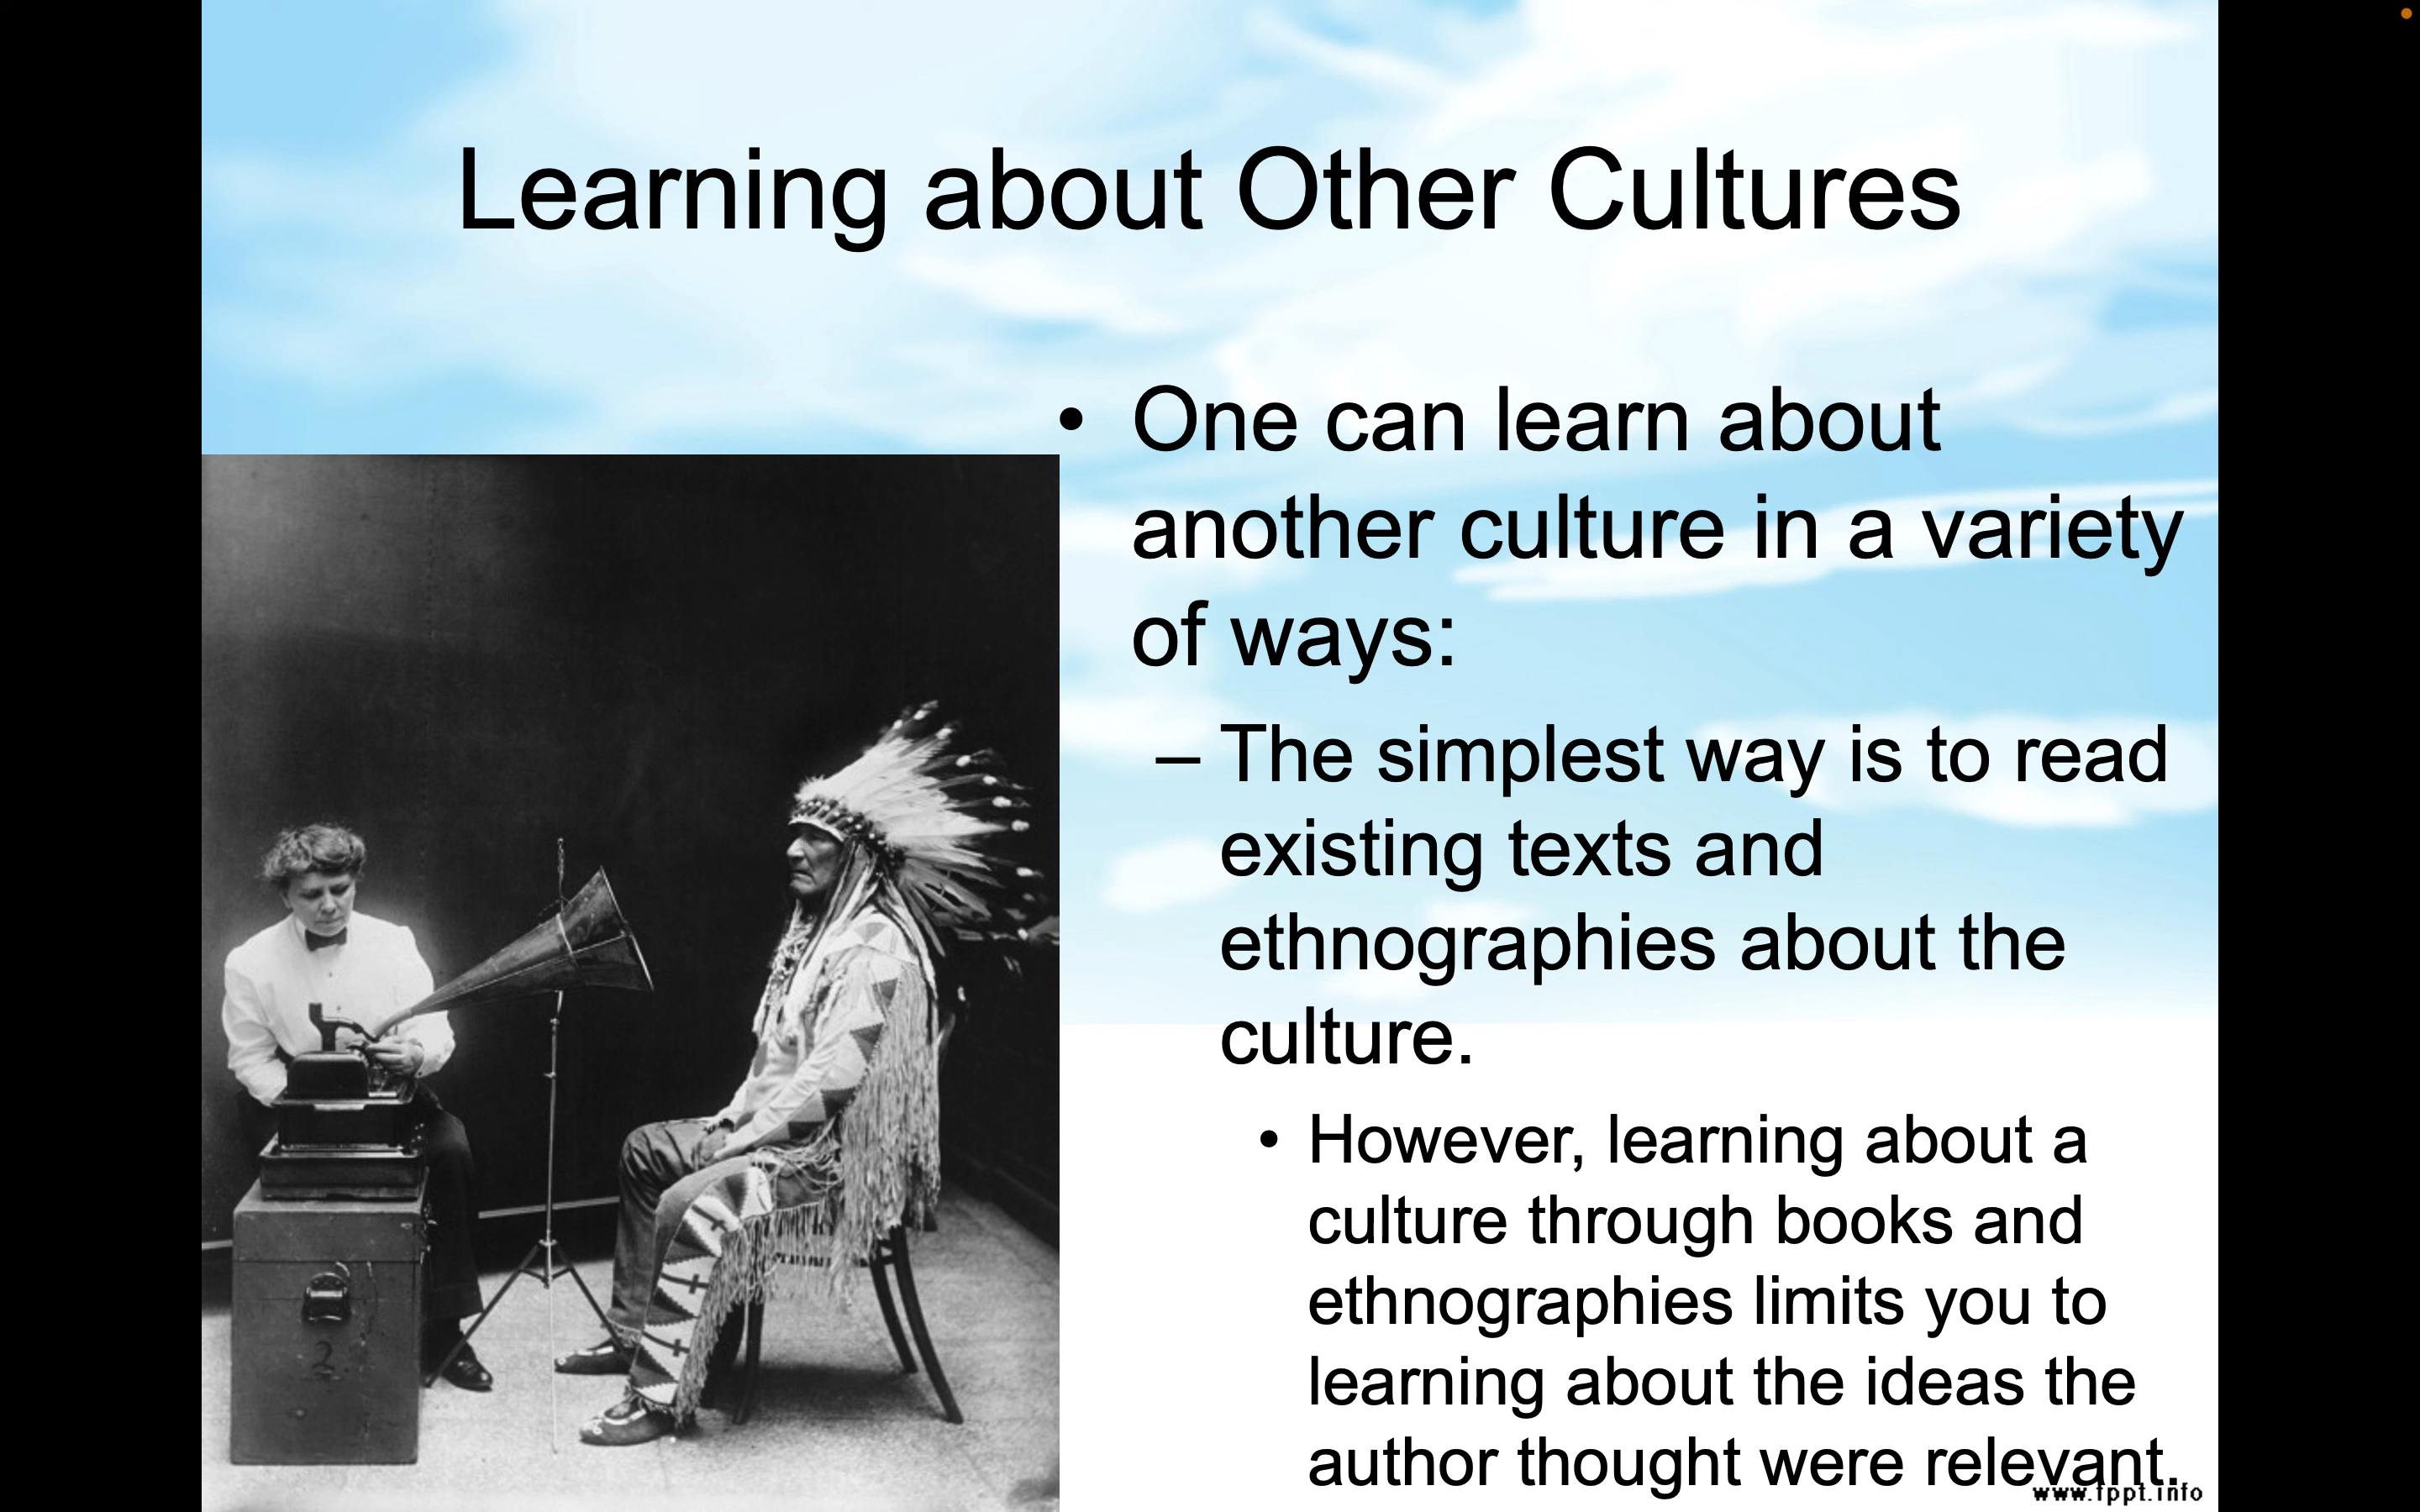 Learning about Other Cultures
• One can learn about
another culture in a variety
of ways:
– The simplest way is to read
existing texts and
ethnographies about the
culture.
• However, learning about a
culture through books and
ethnographies limits you to
learning about the ideas the
author thought were relevant.
www.fppt.info
2